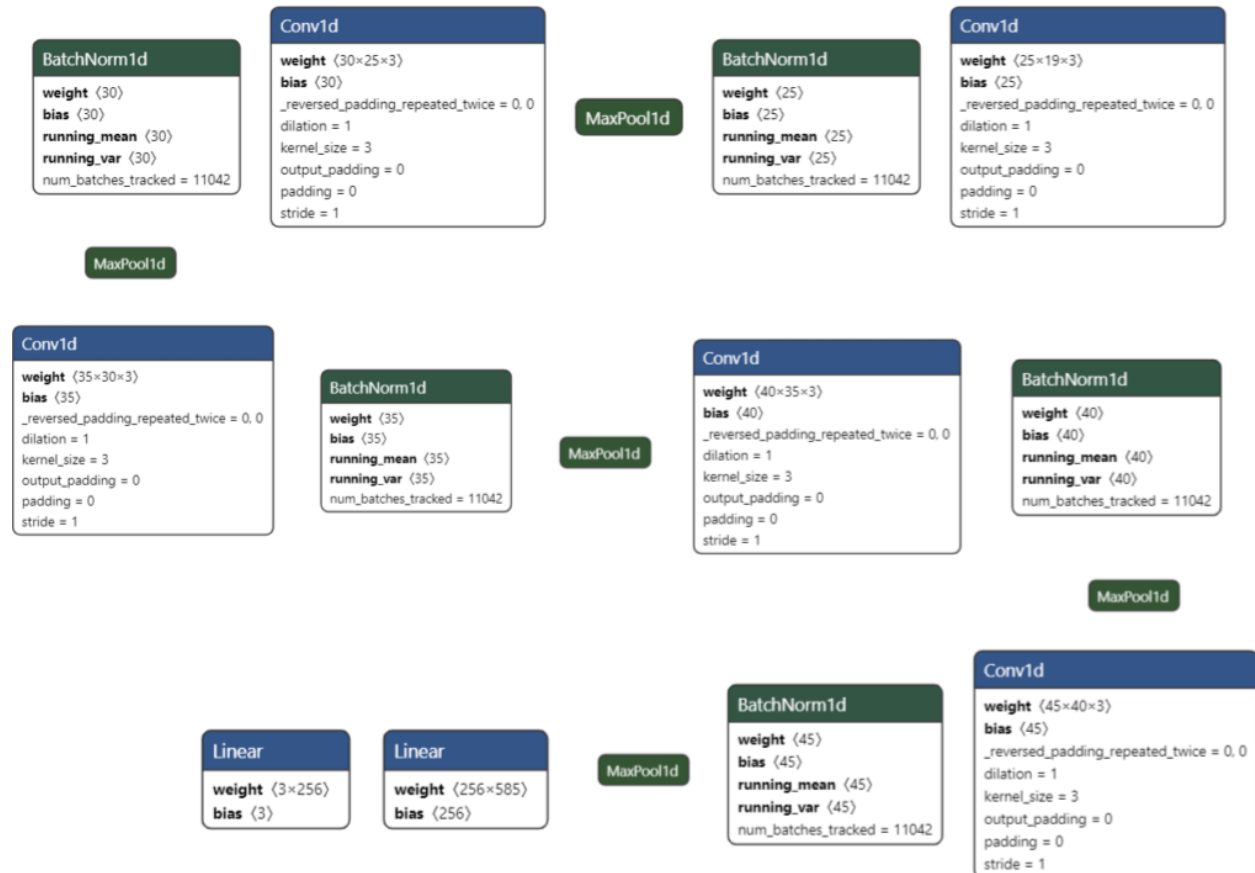 BatchNorm1d
weight ⟨30⟩
bias ⟨30⟩
running_mean ⟨30⟩
running_var ⟨30⟩
num_batches_tracked = 11042
Conv1d
weight ⟨30×25×3⟩
bias ⟨30⟩
_reversed_padding_repeated_twice = 0, 0
dilation = 1
kernel_size = 3
output_padding = 0
padding = 0
stride = 1
MaxPool1d
BatchNorm1d
weight ⟨25⟩
bias ⟨25⟩
running_mean ⟨25⟩
running_var ⟨25⟩
num_batches_tracked = 11042
Conv1d
weight ⟨25×19×3⟩
bias ⟨25⟩
_reversed_padding_repeated_twice = 0, 0
dilation = 1
kernel_size = 3
output_padding = 0
padding = 0
stride = 1
MaxPool1d
Conv1d
weight ⟨35×30×3⟩
bias ⟨35⟩
_reversed_padding_repeated_twice = 0, 0
dilation = 1
kernel_size = 3
output_padding = 0
padding = 0
stride = 1
BatchNorm1d
weight ⟨35⟩
bias ⟨35⟩
running_mean ⟨35⟩
running_var ⟨35⟩
num_batches_tracked = 11042
MaxPool1d
Conv1d
weight ⟨40×35×3⟩
bias ⟨40⟩
_reversed_padding_repeated_twice = 0, 0
dilation = 1
kernel_size = 3
output_padding = 0
padding = 0
stride = 1
BatchNorm1d
weight ⟨40⟩
bias ⟨40⟩
running_mean ⟨40⟩
running_var ⟨40⟩
num_batches_tracked = 11042
MaxPool1d
Linear
weight ⟨3×256⟩
bias ⟨3⟩
Linear
weight ⟨256×585⟩
bias ⟨256⟩
MaxPool1d
BatchNorm1d
weight ⟨45⟩
bias ⟨45⟩
running_mean ⟨45⟩
running_var ⟨45⟩
num_batches_tracked = 11042
Conv1d
weight ⟨45×40×3⟩
bias ⟨45⟩
_reversed_padding_repeated_twice = 0, 0
dilation = 1
kernel_size = 3
output_padding = 0
padding = 0
stride = 1